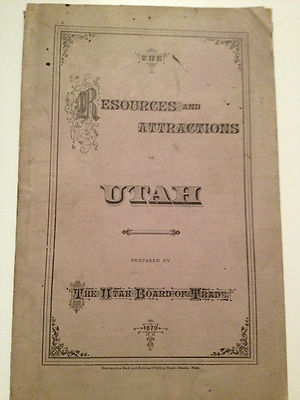 THE
RESOURCES AND
ATTRACTIONS
OF
UTAH
PREPARED BY
THE UTAH BOARD OF TRADE.
1879